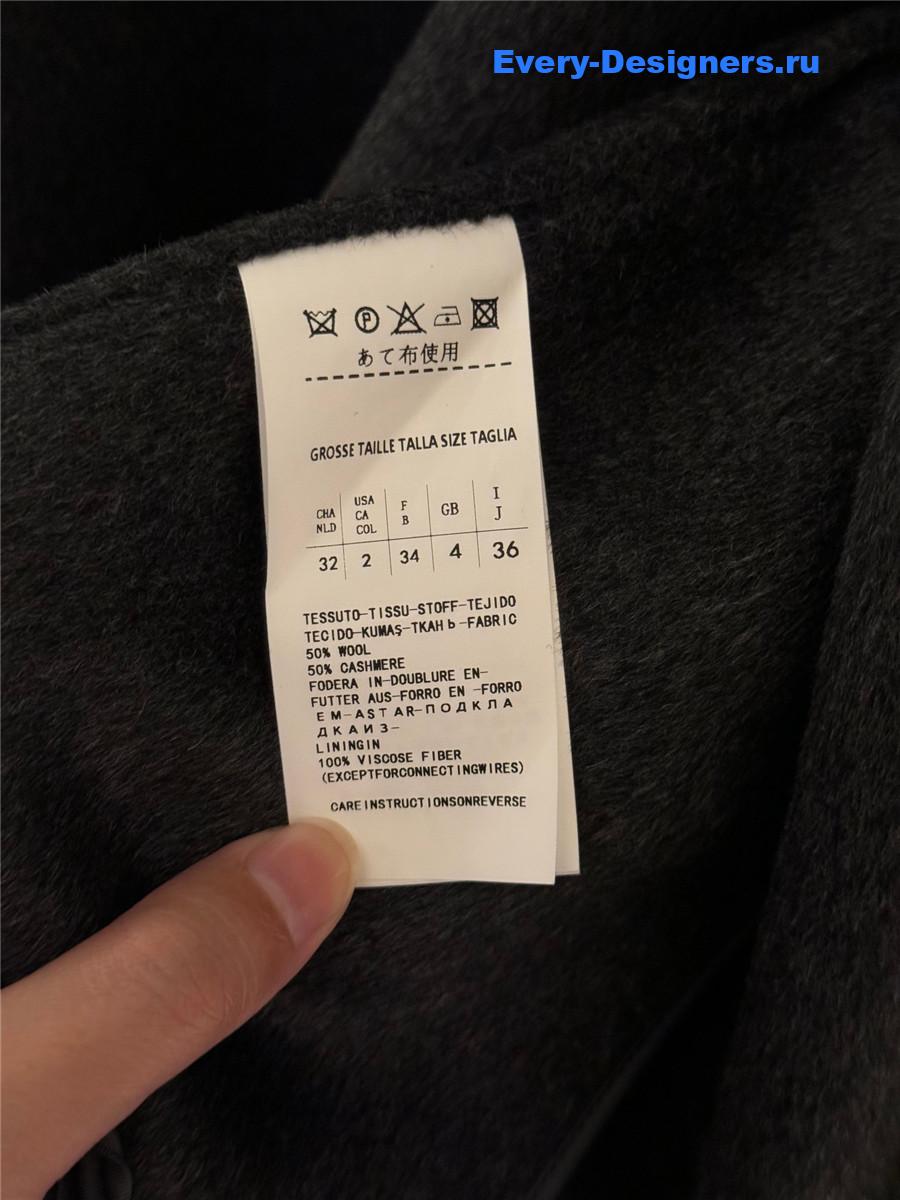 Every-Designers.ru
P
あて布使用
GROSSE TAILLE TALLA SIZE TAGLIA
CHA NLD USA CA COL F B GB I J
32 2 34 4 36
TESSUTO-TISSU-STOFF-TEJIDO
TECIDO-KUMAŞ-TKAHь-FABRIC
50% WOOL
50% CASHMERE
FODERA IN-DOUBLURE EN-
FUTTER AUS-FORRO EN -FORRO
EM-ASTAR-ПОДКЛА
ДКАИЗ-
LININGIN
100% VISCOSE FIBER
(EXCEPTFORCONNECTINGWIRES)
CAREINSTRUCTIONSONREVERSE